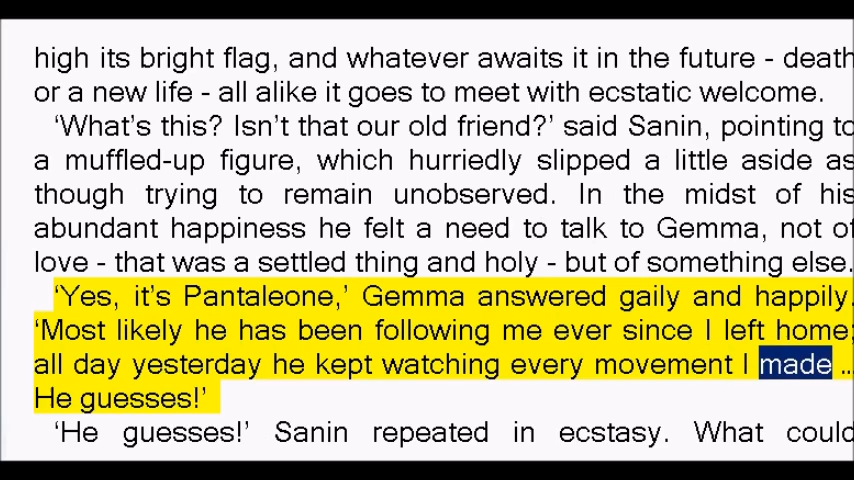 high its bright flag, and whatever awaits it in the future - death
or a new life - all alike it goes to meet with ecstatic welcome.
‘What’s this? Isn’t that our old friend?’ said Sanin, pointing to
a muffled-up figure, which hurriedly slipped a little aside as
though trying to remain unobserved. In the midst of his
abundant happiness he felt a need to talk to Gemma, not of
love - that was a settled thing and holy - but of something else.
‘Yes, it’s Pantaleone,’ Gemma answered gaily and happily.
‘Most likely he has been following me ever since I left home;
all day yesterday he kept watching every movement I made ...
He guesses!’
‘He guesses!’ Sanin repeated in ecstasy. What could